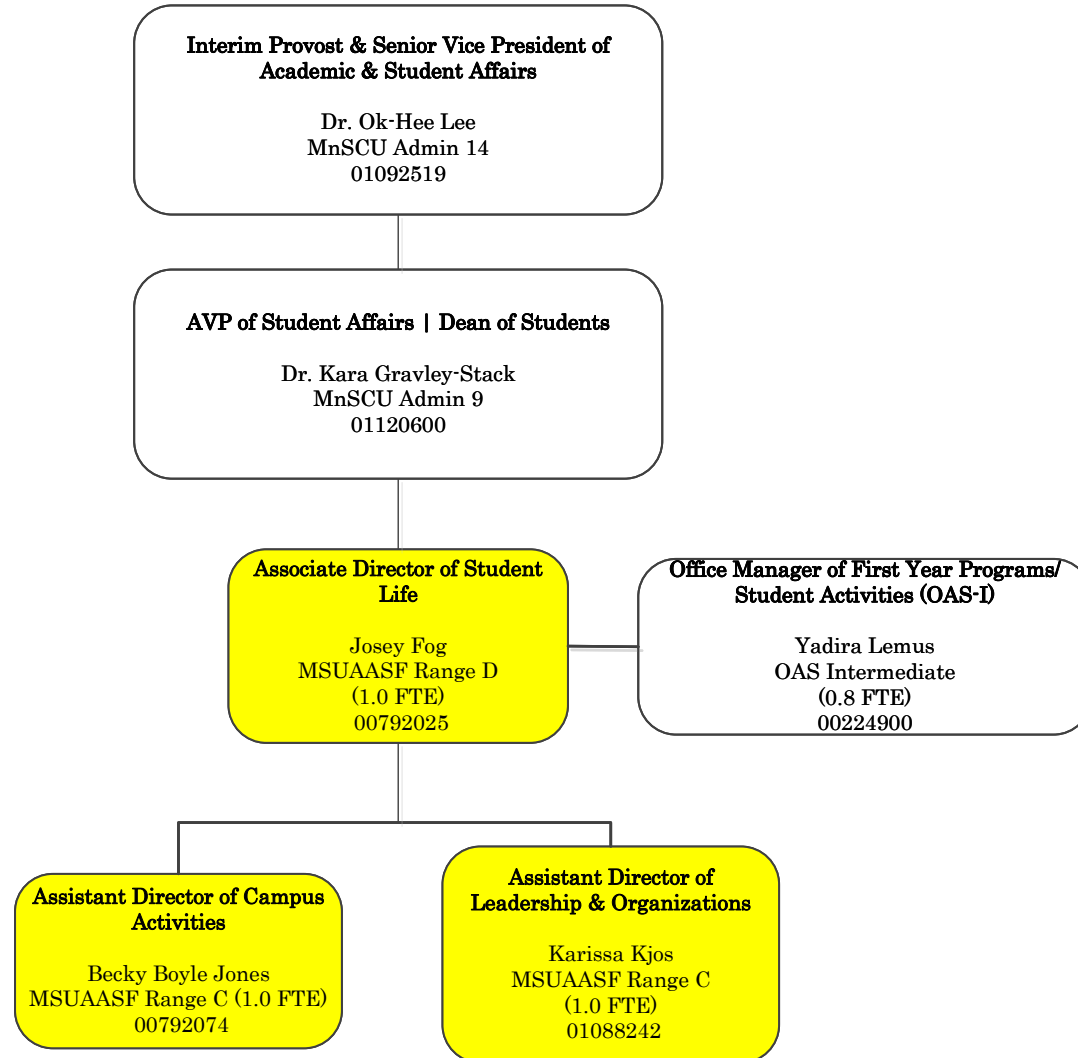 Interim Provost & Senior Vice President of
Academic & Student Affairs
Dr. Ok-Hee Lee
MnSCU Admin 14
01092519
AVP of Student Affairs | Dean of Students
Dr. Kara Gravley-Stack
MnSCU Admin 9
01120600
Associate Director of Student
Life
Josey Fog
MSUAASF Range D
(1.0 FTE)
00792025
Office Manager of First Year Programs/
Student Activities (OAS-I)
Yadira Lemus
OAS Intermediate
(0.8 FTE)
00224900
Assistant Director of Campus
Activities
Becky Boyle Jones
MSUAASF Range C (1.0 FTE)
00792074
Assistant Director of
Leadership & Organizations
Karissa Kjos
MSUAASF Range C
(1.0 FTE)
01088242